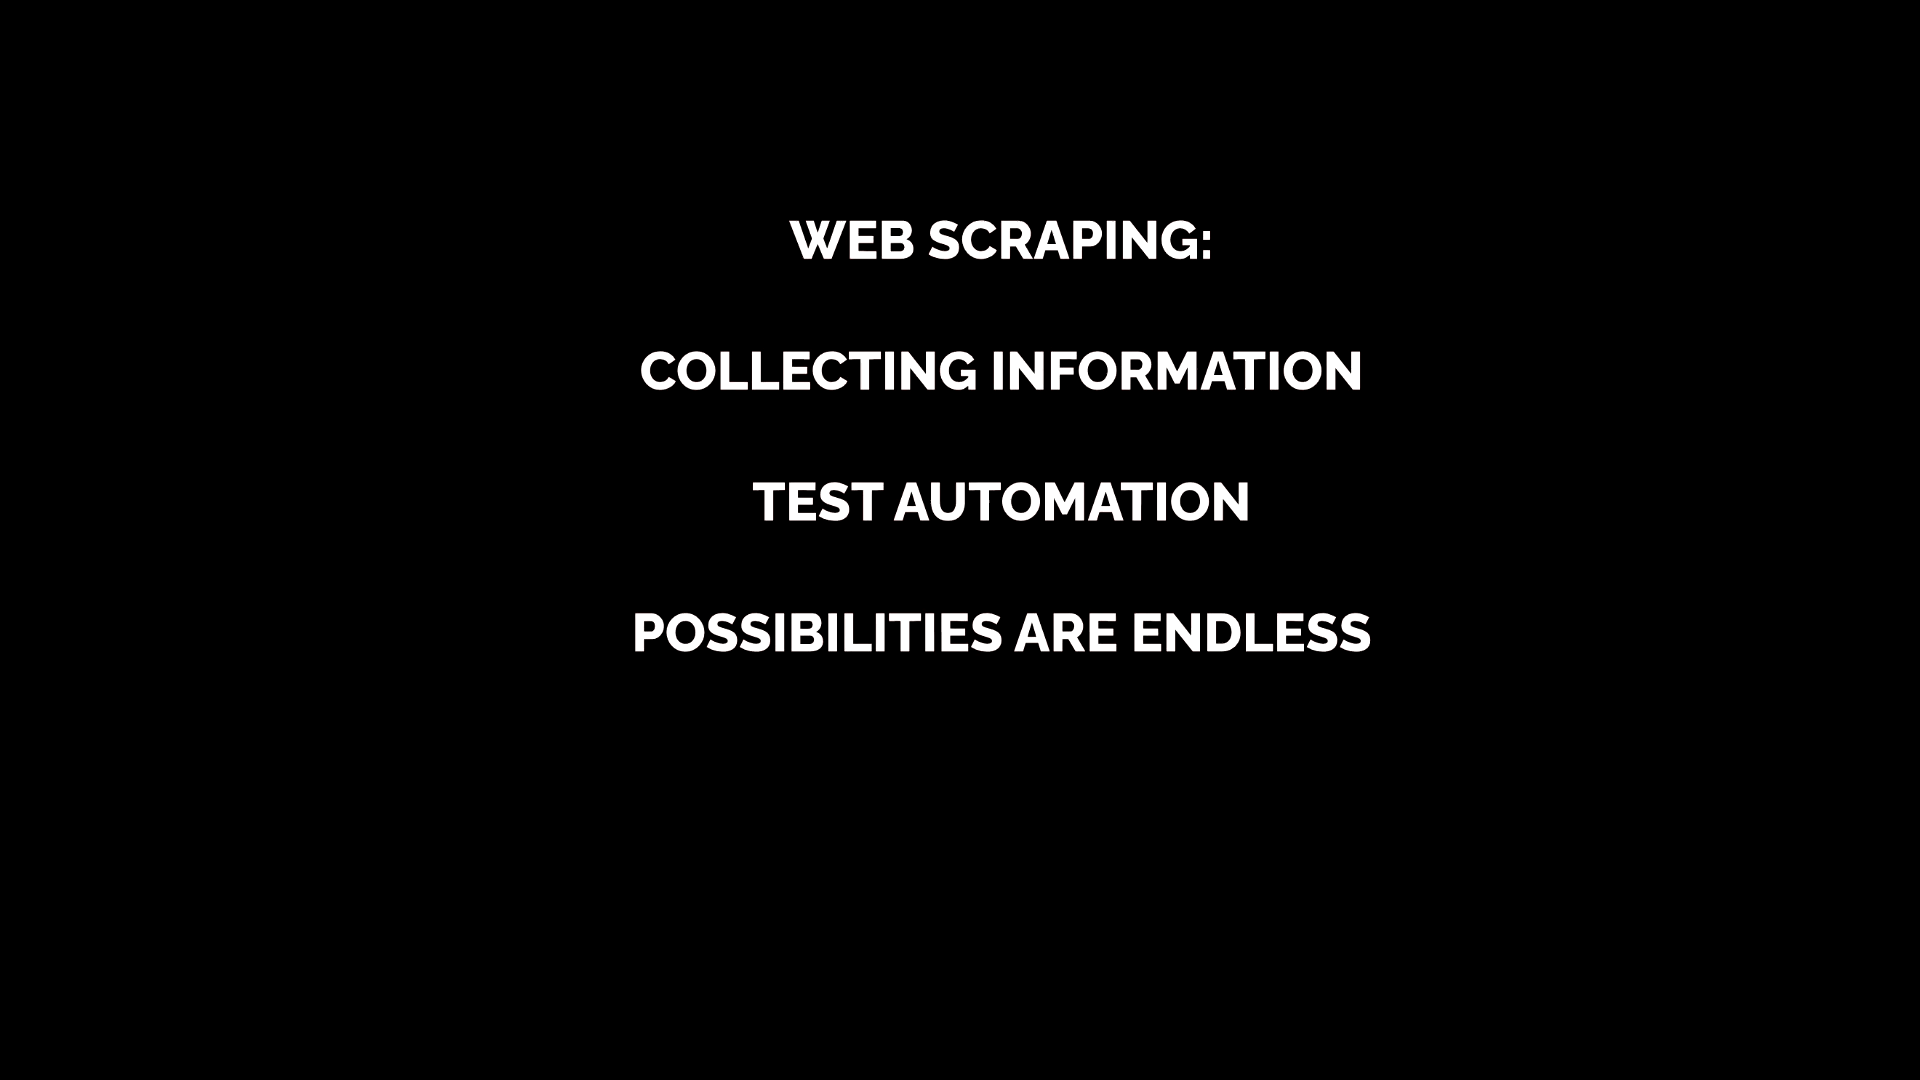 WEB SCRAPING:
COLLECTING INFORMATION
TEST AUTOMATION
POSSIBILITIES ARE ENDLESS